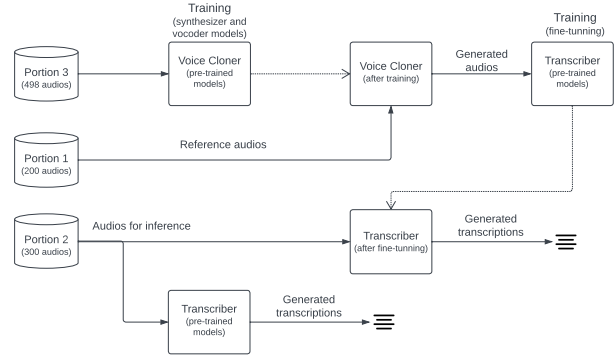 Training
(synthesizer and
vocoder models)
Training
(fine-tunning)
Portion 3
(498 audios)
Voice Cloner
(pre-trained
models)
Voice Cloner
(after training)
Generated
audios
Transcriber
(pre-trained
models)
Portion 1
(200 audios)
Reference audios
Portion 2
(300 audios)
Audios for inference
Transcriber
(after fine-tunning)
Generated
transcriptions
Transcriber
(pre-trained
models)
Generated
transcriptions